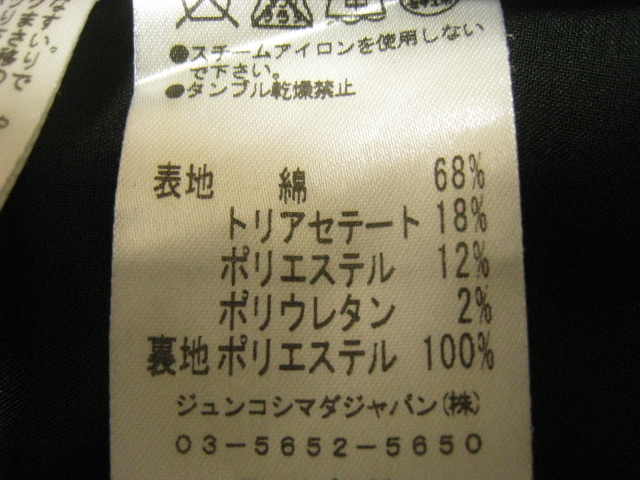 ●スチームアイロンを使用しない
で下さい。
●タンブル乾燥禁止
表地 綿 68%
トリアセテート 18%
ポリエステル 12%
ポリウレタン 2%
裏地 ポリエステル 100%
ジュンコシマダジャパン(株)
03-5652-5650